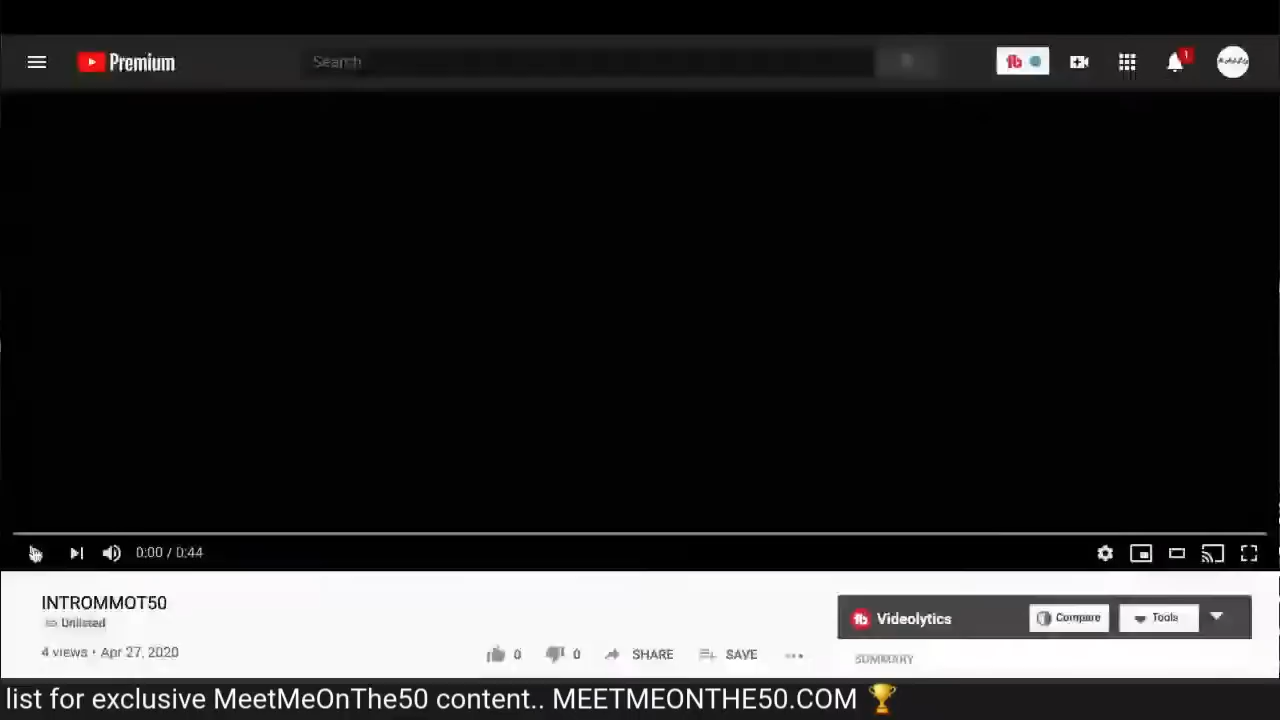 Premium
Search
1
0:00 / 0:44
INTROMMOT50
Unlisted
4 views • Apr 27, 2020
0
0
SHARE
SAVE
Videolytics
Compare
Tools
SUMMARY
list for exclusive MeetMeOnThe50 content.. MEETMEONTHE50.COM 🏆